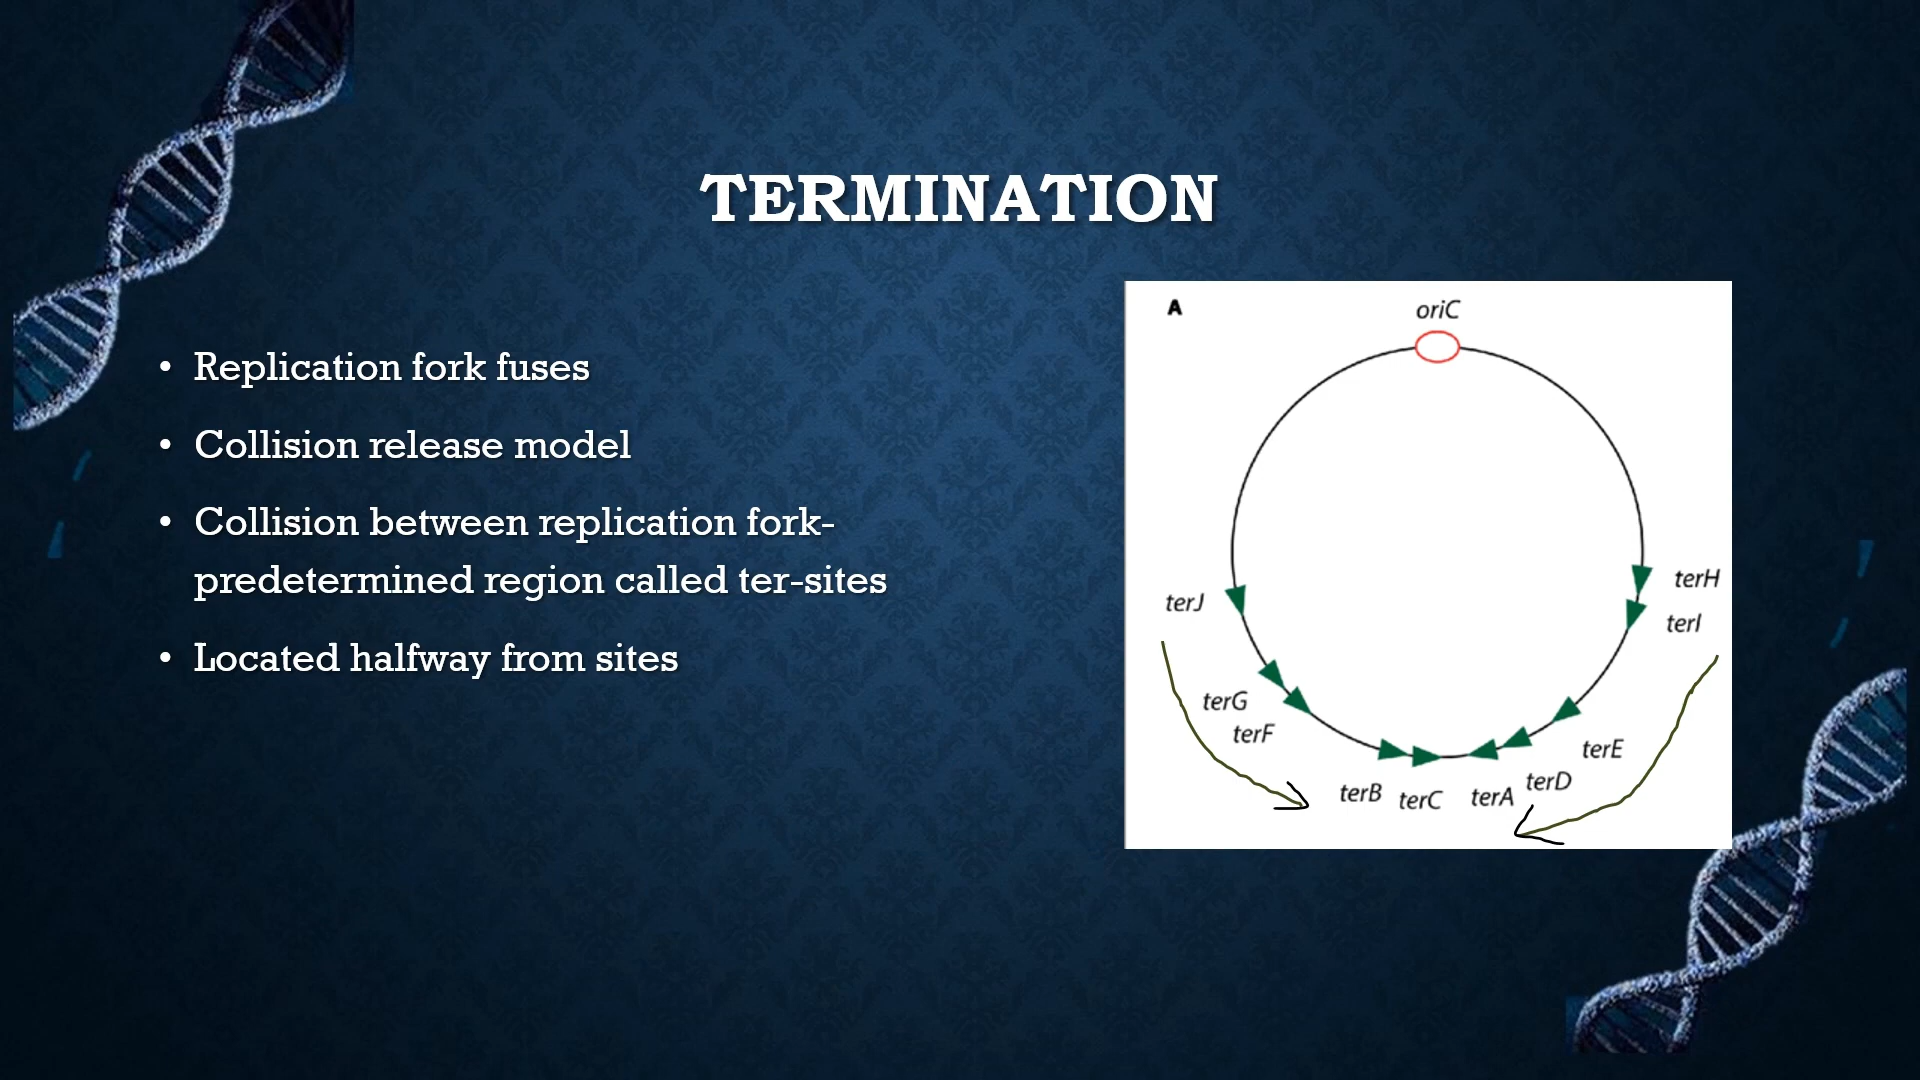 TERMINATION
• Replication fork fuses
• Collision release model
• Collision between replication fork-
predetermined region called ter-sites
• Located halfway from sites
A
oriC
terH
terI
terJ
terG
terF
terE
terB
terC
terA
terD